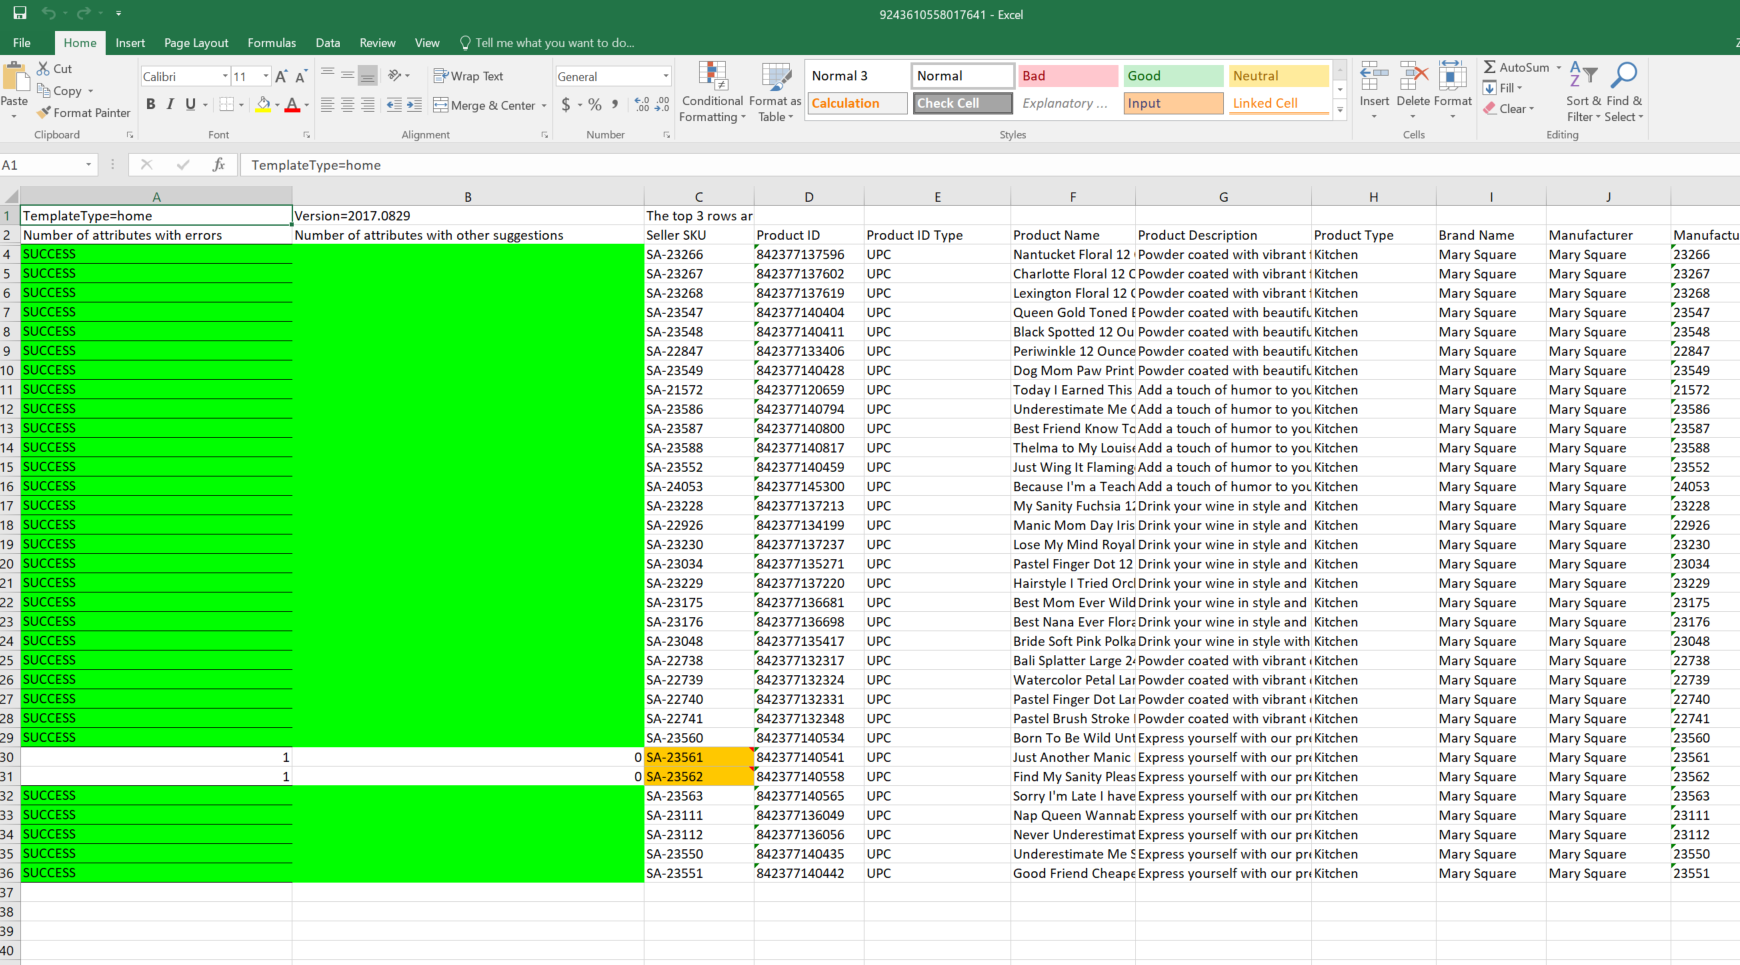 9243610558017641 - Excel
File Home Insert Page Layout Formulas Data Review View Tell me what you want to do...
Paste Cut Copy Format Painter Clipboard
Calibri 11 B I U Font
Wrap Text Merge & Center Alignment
General $ % Number
Conditional Formatting Format as Table
Normal 3 Normal Bad Good Neutral
Calculation Check Cell Explanatory ... Input Linked Cell
Styles
Insert Delete Format Cells
AutoSum Fill Clear Sort & Filter Find & Select Editing
A1 fx TemplateType=home
A B C D E F G H I J
1 TemplateType=home Version=2017.0829 The top 3 rows ar
2 Number of attributes with errors Number of attributes with other suggestions Seller SKU Product ID Product ID Type Product Name Product Description Product Type Brand Name Manufacturer Manufactu
4 SUCCESS SA-23266 842377137596 UPC Nantucket Floral 12 Powder coated with vibrant Kitchen Mary Square Mary Square 23266
5 SUCCESS SA-23267 842377137602 UPC Charlotte Floral 12 Powder coated with vibrant Kitchen Mary Square Mary Square 23267
6 SUCCESS SA-23268 842377137619 UPC Lexington Floral 12 Powder coated with vibrant Kitchen Mary Square Mary Square 23268
7 SUCCESS SA-23547 842377140404 UPC Queen Gold Toned Powder coated with beautifu Kitchen Mary Square Mary Square 23547
8 SUCCESS SA-23548 842377140411 UPC Black Spotted 12 Ou Powder coated with beautifu Kitchen Mary Square Mary Square 23548
9 SUCCESS SA-22847 842377133406 UPC Periwinkle 12 Ounce Powder coated with beautifu Kitchen Mary Square Mary Square 22847
10 SUCCESS SA-23549 842377140428 UPC Dog Mom Paw Print Powder coated with beautifu Kitchen Mary Square Mary Square 23549
11 SUCCESS SA-21572 842377120659 UPC Today I Earned This Add a touch of humor to you Kitchen Mary Square Mary Square 21572
12 SUCCESS SA-23586 842377140794 UPC Underestimate Me Add a touch of humor to you Kitchen Mary Square Mary Square 23586
13 SUCCESS SA-23587 842377140800 UPC Best Friend Know To Add a touch of humor to you Kitchen Mary Square Mary Square 23587
14 SUCCESS SA-23588 842377140817 UPC Thelma to My Louise Add a touch of humor to you Kitchen Mary Square Mary Square 23588
15 SUCCESS SA-23552 842377140459 UPC Just Wing It Flaming Add a touch of humor to you Kitchen Mary Square Mary Square 23552
16 SUCCESS SA-24053 842377145300 UPC Because I'm a Teach Add a touch of humor to you Kitchen Mary Square Mary Square 24053
17 SUCCESS SA-23228 842377137213 UPC My Sanity Fuchsia 12 Drink your wine in style and Kitchen Mary Square Mary Square 23228
18 SUCCESS SA-22926 842377134199 UPC Manic Mom Day Iris Drink your wine in style and Kitchen Mary Square Mary Square 22926
19 SUCCESS SA-23230 842377137237 UPC Lose My Mind Royal Drink your wine in style and Kitchen Mary Square Mary Square 23230
20 SUCCESS SA-23034 842377135271 UPC Pastel Finger Dot 12 Drink your wine in style and Kitchen Mary Square Mary Square 23034
21 SUCCESS SA-23229 842377137220 UPC Hairstyle I Tried Orcl Drink your wine in style and Kitchen Mary Square Mary Square 23229
22 SUCCESS SA-23175 842377136681 UPC Best Mom Ever Wild Drink your wine in style and Kitchen Mary Square Mary Square 23175
23 SUCCESS SA-23176 842377136698 UPC Best Nana Ever Flora Drink your wine in style and Kitchen Mary Square Mary Square 23176
24 SUCCESS SA-23048 842377135417 UPC Bride Soft Pink Polka Drink your wine in style with Kitchen Mary Square Mary Square 23048
25 SUCCESS SA-22738 842377132317 UPC Bali Splatter Large 24 Powder coated with vibrant Kitchen Mary Square Mary Square 22738
26 SUCCESS SA-22739 842377132324 UPC Watercolor Petal Lar Powder coated with vibrant Kitchen Mary Square Mary Square 22739
27 SUCCESS SA-22740 842377132331 UPC Pastel Finger Dot Lar Powder coated with vibrant Kitchen Mary Square Mary Square 22740
28 SUCCESS SA-22741 842377132348 UPC Pastel Brush Stroke Powder coated with vibrant Kitchen Mary Square Mary Square 22741
29 SUCCESS SA-23560 842377140534 UPC Born To Be Wild Unt Express yourself with our pr Kitchen Mary Square Mary Square 23560
30 1 0 SA-23561 842377140541 UPC Just Another Manic Express yourself with our pr Kitchen Mary Square Mary Square 23561
31 1 0 SA-23562 842377140558 UPC Find My Sanity Pleas Express yourself with our pr Kitchen Mary Square Mary Square 23562
32 SUCCESS SA-23563 842377140565 UPC Sorry I'm Late I have Express yourself with our pr Kitchen Mary Square Mary Square 23563
33 SUCCESS SA-23111 842377136049 UPC Nap Queen Wannab Express yourself with our pr Kitchen Mary Square Mary Square 23111
34 SUCCESS SA-23112 842377136056 UPC Never Underestimat Express yourself with our pr Kitchen Mary Square Mary Square 23112
35 SUCCESS SA-23550 842377140435 UPC Underestimate Me S Express yourself with our pr Kitchen Mary Square Mary Square 23550
36 SUCCESS SA-23551 842377140442 UPC Good Friend Cheape Express yourself with our pr Kitchen Mary Square Mary Square 23551
37
38
39
40